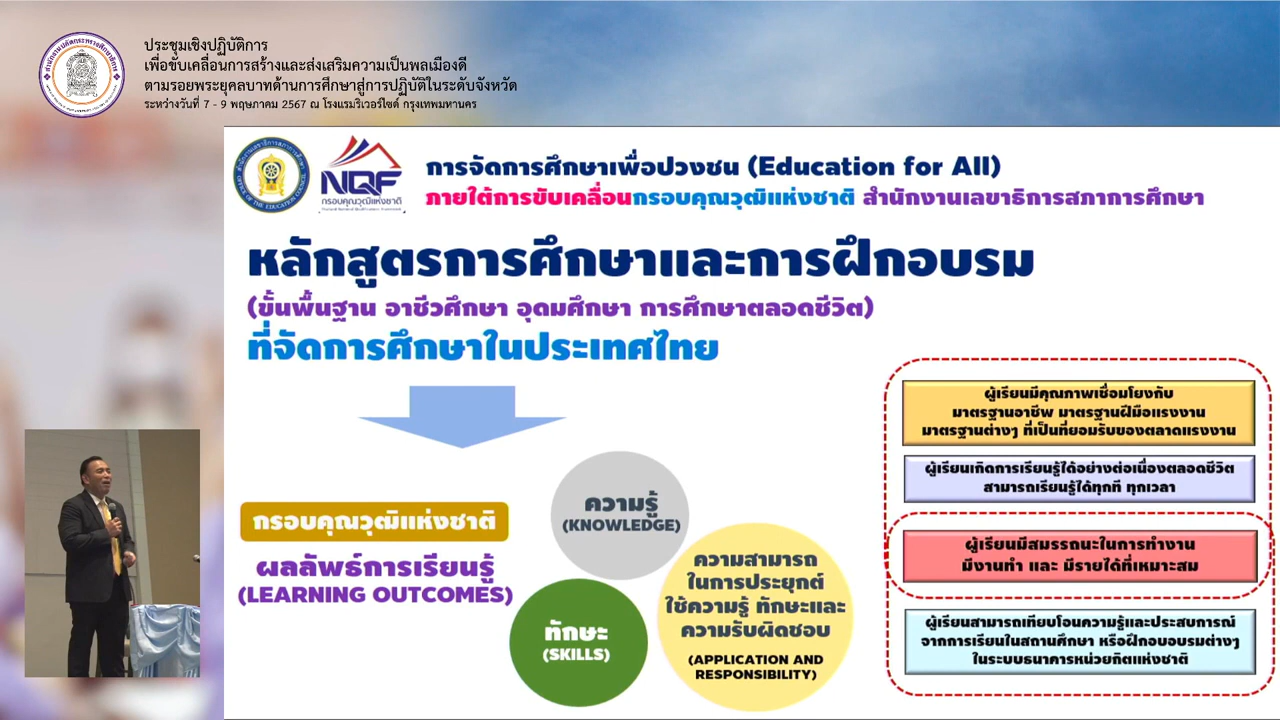 ประชุมเชิงปฏิบัติการ
เพื่อขับเคลื่อนการสร้างและส่งเสริมความเป็นพลเมืองดี
ตามรอยพระยุคลบาทด้านการศึกษาสู่การปฏิบัติในระดับจังหวัด
ระหว่างวันที่ 7 - 9 พฤษภาคม 2567 ณ โรงแรมริเวอร์ไซด์ กรุงเทพมหานคร
NQF
กรอบคุณวุฒิแห่งชาติ
การจัดการศึกษาเพื่อปวงชน (Education for All)
ภายใต้การขับเคลื่อนกรอบคุณวุฒิแห่งชาติ สำนักงานเลขาธิการสภาการศึกษา
หลักสูตรการศึกษาและการฝึกอบรม
(ขั้นพื้นฐาน อาชีวศึกษา อุดมศึกษา การศึกษาตลอดชีวิต)
ที่จัดการศึกษาในประเทศไทย
กรอบคุณวุฒิแห่งชาติ
ผลลัพธ์การเรียนรู้
(LEARNING OUTCOMES)
ความรู้
(KNOWLEDGE)
ทักษะ
(SKILLS)
ความสามารถ
ในการประยุกต์
ใช้ความรู้ ทักษะและ
ความรับผิดชอบ
(APPLICATION AND
RESPONSIBILITY)
ผู้เรียนมีคุณภาพเชื่อมโยงกับ
มาตรฐานอาชีพ มาตรฐานฝีมือแรงงาน
มาตรฐานต่างๆ ที่เป็นที่ยอมรับของตลาดแรงงาน
ผู้เรียนเกิดการเรียนรู้ได้อย่างต่อเนื่องตลอดชีวิต
สามารถเรียนรู้ได้ทุกที่ ทุกเวลา
ผู้เรียนมีสมรรถนะในการทำงาน
มีงานทำ และ มีรายได้ที่เหมาะสม
ผู้เรียนสามารถเทียบโอนความรู้และประสบการณ์
จากการเรียนในสถานศึกษา หรือฝึกอบอบรมต่างๆ
ในระบบธนาคารหน่วยกิตแห่งชาติ